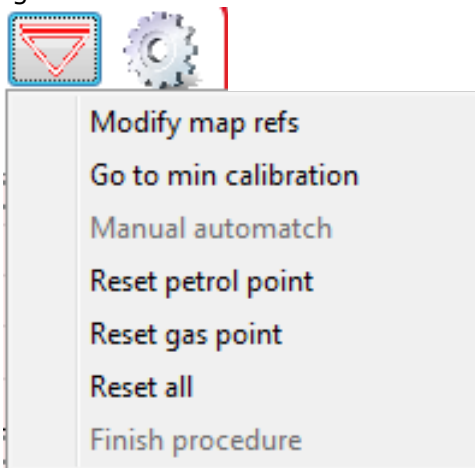 Modify map refs
Go to min calibration
Manual automatch
Reset petrol point
Reset gas point
Reset all
Finish procedure